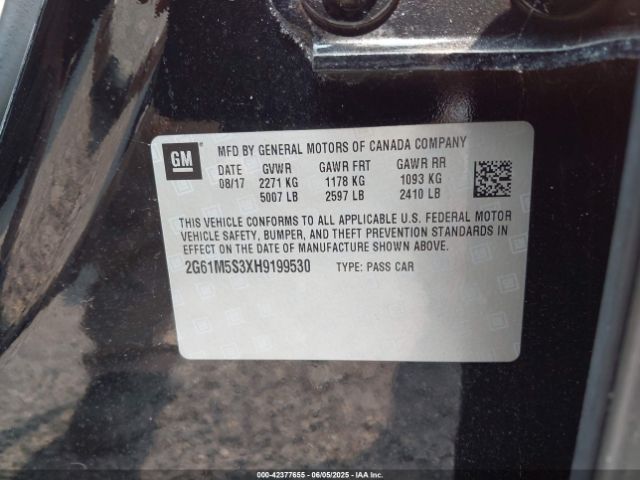 GM
MFD BY GENERAL MOTORS OF CANADA COMPANY
DATE GVWR GAWR FRT GAWR RR
08/17 2271 KG 1178 KG 1093 KG
5007 LB 2597 LB 2410 LB
THIS VEHICLE CONFORMS TO ALL APPLICABLE U.S. FEDERAL MOTOR
VEHICLE SAFETY, BUMPER, AND THEFT PREVENTION STANDARDS IN
EFFECT ON THE DATE OF MANUFACTURE SHOWN ABOVE.
2G61M5S3XH9199530 TYPE: PASS CAR
000-42377655 - 06/05/2025 - IAA Inc.